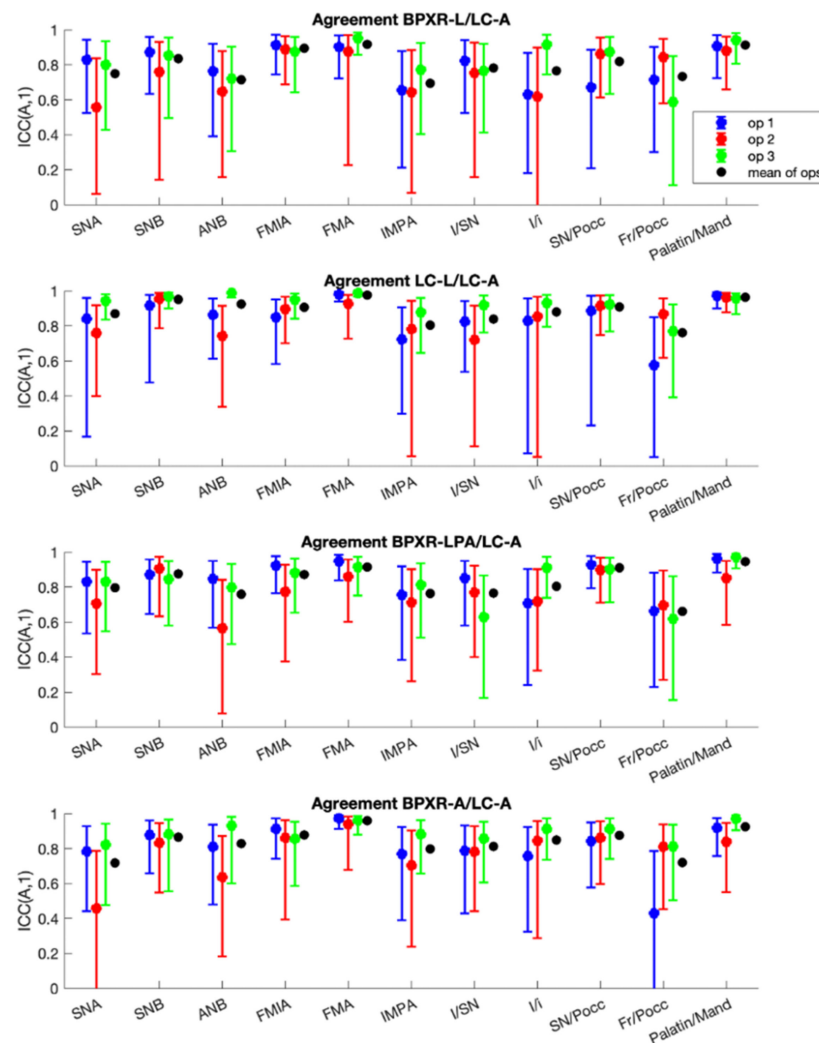 Agreement BPXR-L/LC-A
1
0.8
0.6
0.4
0.2
0
ICC(A,1)
SNA SNB ANB FMIA FMA IMPA I/SN I/i SN/Pocc Fr/Pocc Palatin/Mand
op 1
op 2
op 3
mean of ops
Agreement LC-L/LC-A
1
0.8
0.6
0.4
0.2
0
ICC(A,1)
SNA SNB ANB FMIA FMA IMPA I/SN I/i SN/Pocc Fr/Pocc Palatin/Mand
Agreement BPXR-LPA/LC-A
1
0.8
0.6
0.4
0.2
0
ICC(A,1)
SNA SNB ANB FMIA FMA IMPA I/SN I/i SN/Pocc Fr/Pocc Palatin/Mand
Agreement BPXR-A/LC-A
1
0.8
0.6
0.4
0.2
0
ICC(A,1)
SNA SNB ANB FMIA FMA IMPA I/SN I/i SN/Pocc Fr/Pocc Palatin/Mand